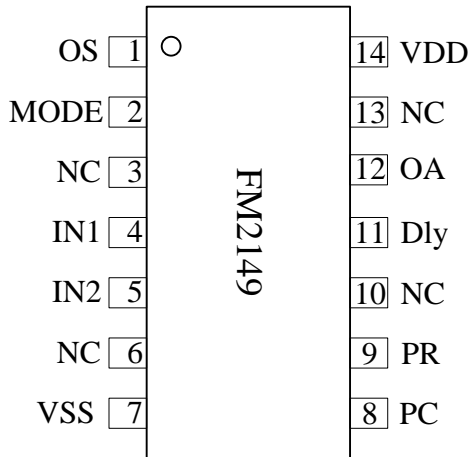 OS 1 14 VDD
MODE 2 13 NC
NC 3 12 OA
IN1 4 11 Dly
IN2 5 10 NC
NC 6 9 PR
VSS 7 8 PC
FM2149